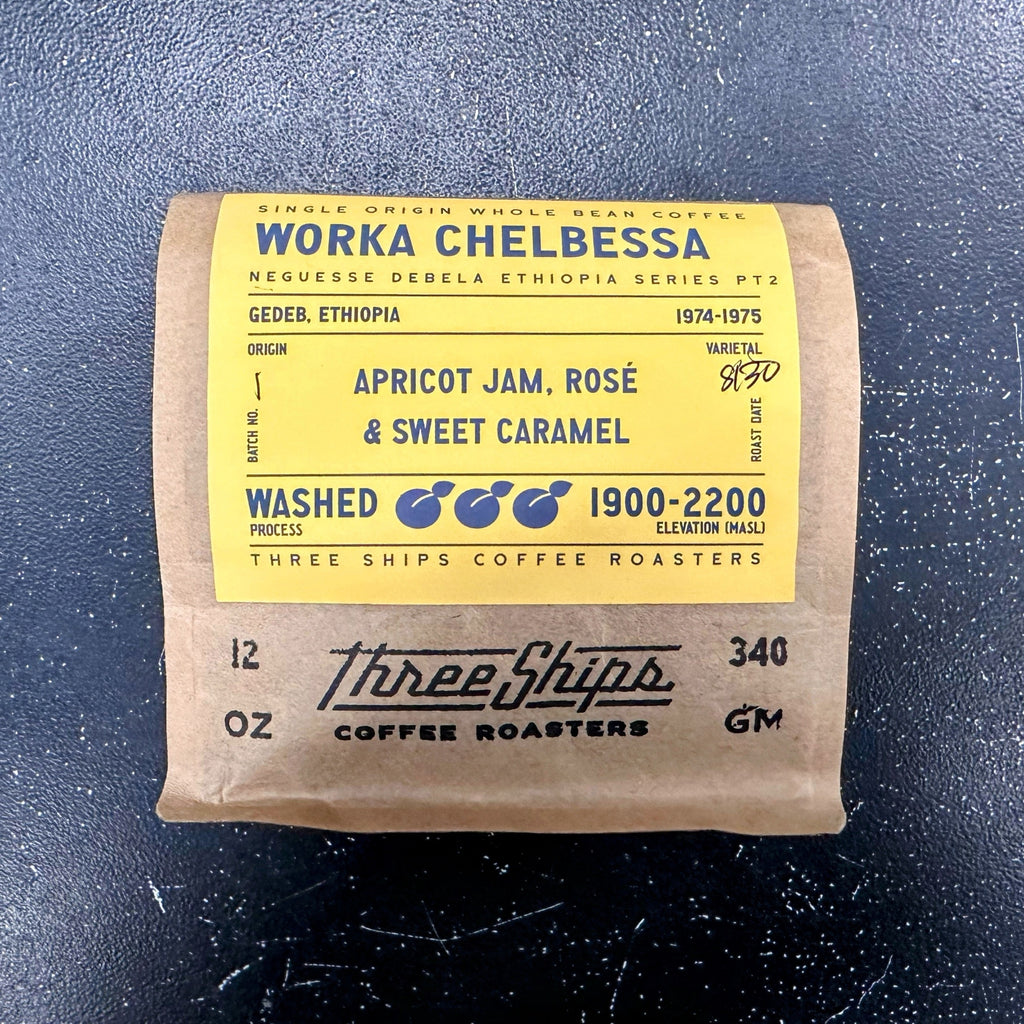 SINGLE ORIGIN WHOLE BEAN COFFEE
WORKA CHELBESSA
NEGUESSE DEBELA ETHIOPIA SERIES PT2
GEDEB, ETHIOPIA 1974-1975
ORIGIN VARIETAL
APRICOT JAM, ROSÉ
& SWEET CARAMEL
BATCH NO. 1
ROAST DATE 8/30
WASHED 1900-2200
PROCESS ELEVATION (MASL)
THREE SHIPS COFFEE ROASTERS
12 OZ
Three Ships
COFFEE ROASTERS
340 GM